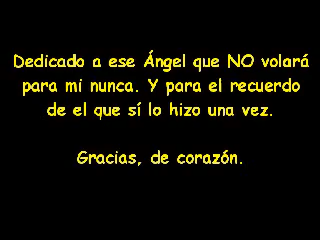 Dedicado a ese Ángel que NO volará
para mi nunca. Y para el recuerdo
de el que sí lo hizo una vez.
Gracias, de corazón.